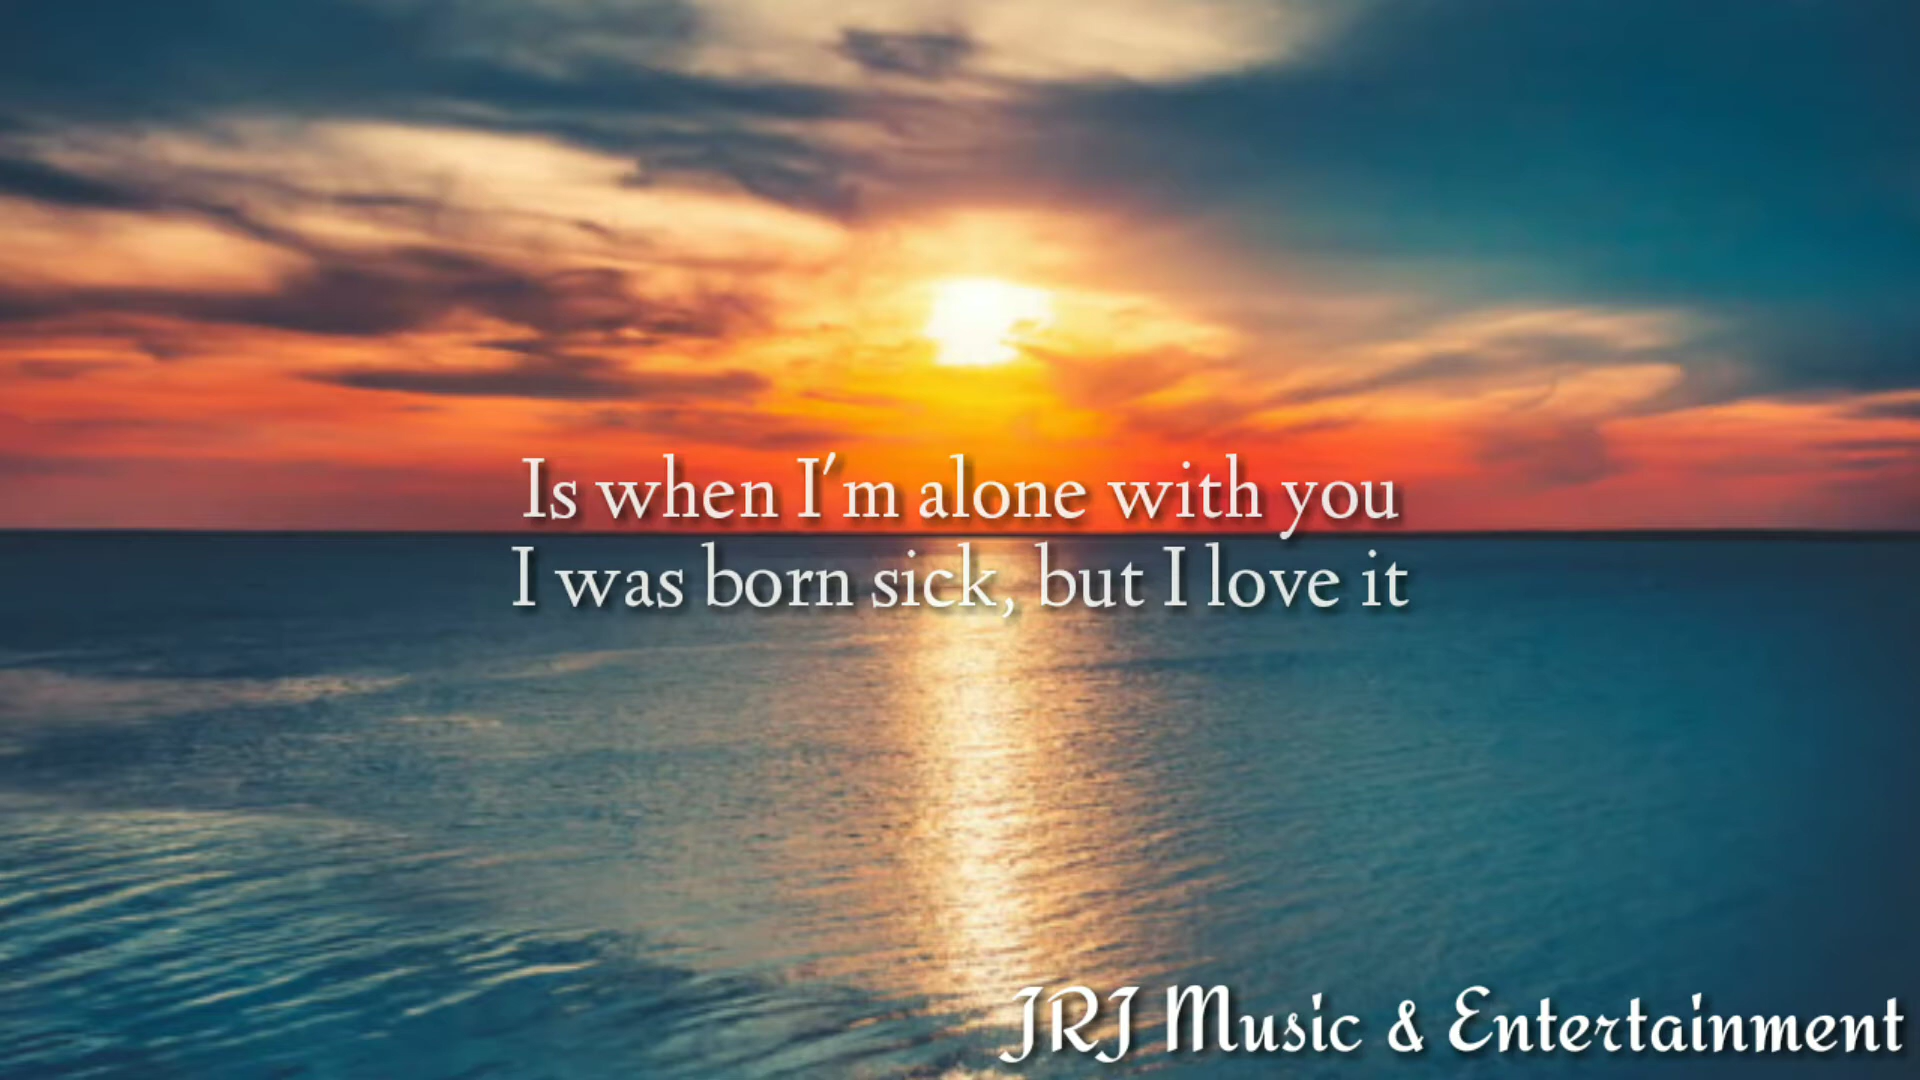 Is when I'm alone with you
I was born sick, but I love it
JRJ Music & Entertainment